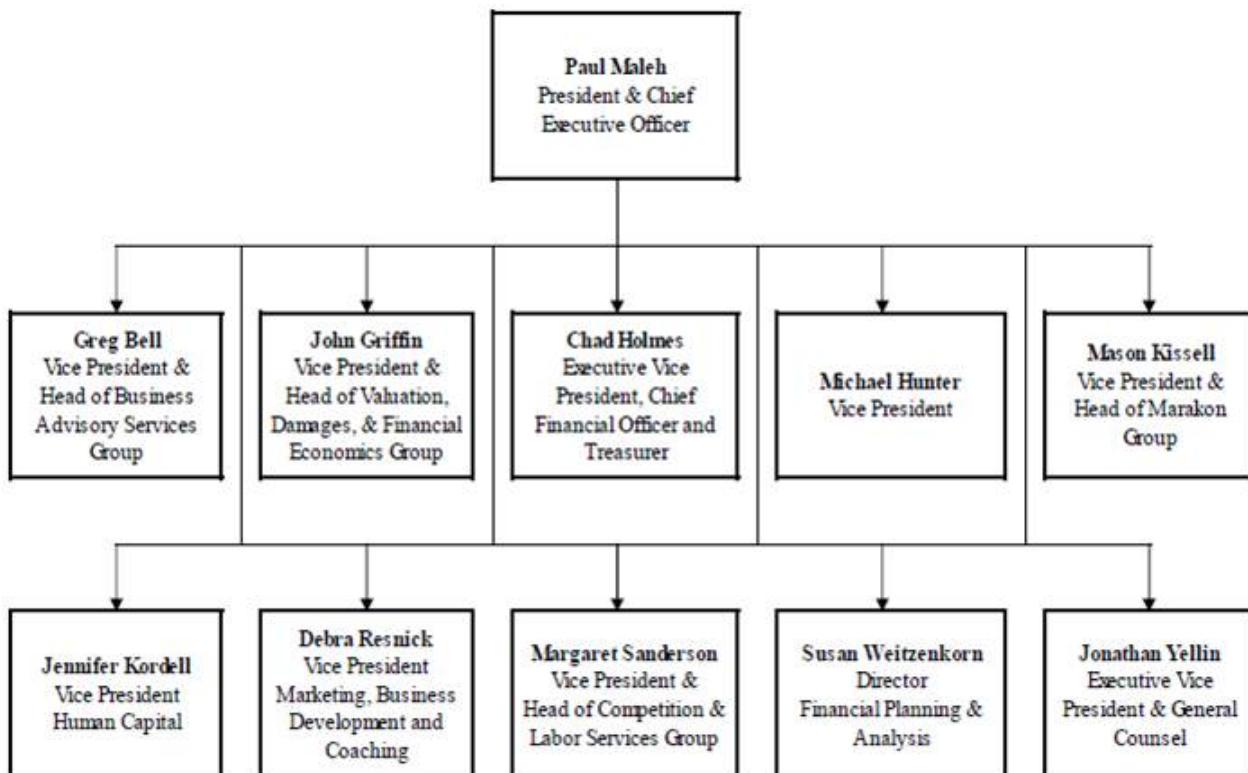 Paul Maleh
President & Chief
Executive Officer
Greg Bell
Vice President &
Head of Business
Advisory Services
Group
John Griffin
Vice President &
Head of Valuation,
Damages, & Financial
Economics Group
Chad Holmes
Executive Vice
President, Chief
Financial Officer and
Treasurer
Michael Hunter
Vice President
Mason Kissell
Vice President &
Head of Marakon
Group
Jennifer Kordell
Vice President
Human Capital
Debra Resnick
Vice President
Marketing, Business
Development and
Coaching
Margaret Sanderson
Vice President &
Head of Competition &
Labor Services Group
Susan Weitzenkorn
Director
Financial Planning &
Analysis
Jonathan Yellin
Executive Vice
President & General
Counsel